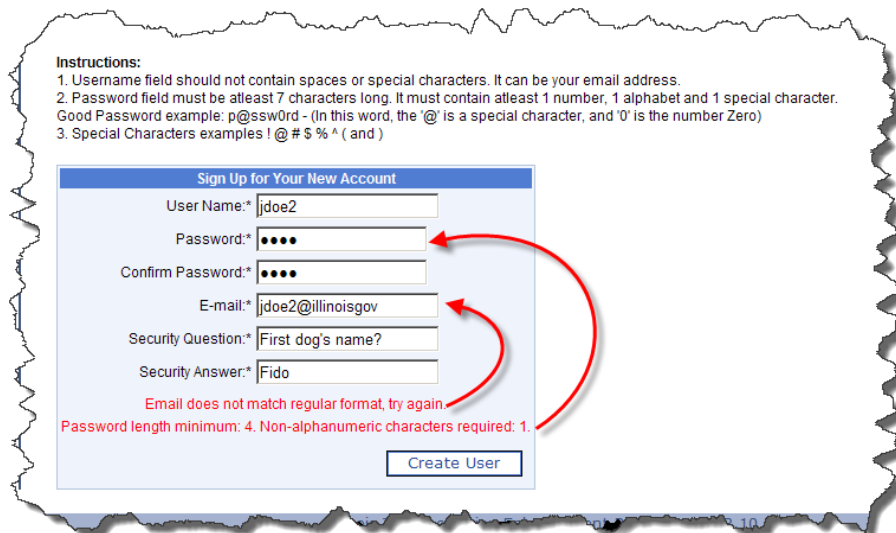 Instructions:
1. Username field should not contain spaces or special characters. It can be your email address.
2. Password field must be atleast 7 characters long. It must contain atleast 1 number, 1 alphabet and 1 special character.
Good Password example: p@ssw0rd - (In this word, the '@' is a special character, and '0' is the number Zero)
3. Special Characters examples ! @ # $ % ^ ( and )
Sign Up for Your New Account
User Name:* jdoe2
Password:* ●●●●
Confirm Password:* ●●●●
E-mail:* jdoe2@illinoisgov
Security Question:* First dog's name?
Security Answer:* Fido
Email does not match regular format, try again.
Password length minimum: 4. Non-alphanumeric characters required: 1.
Create User